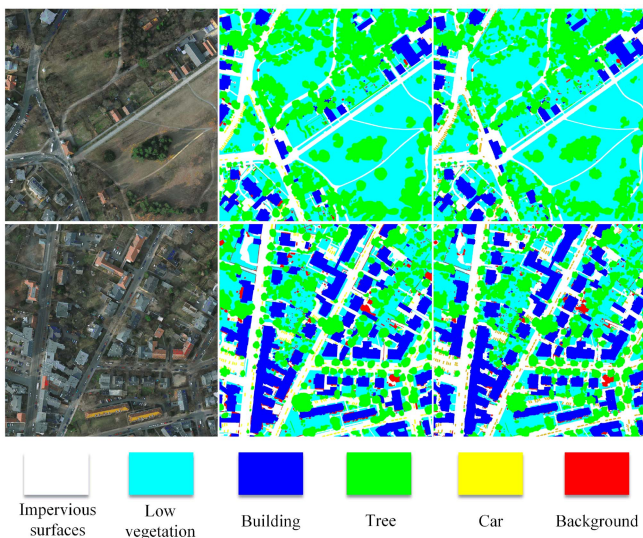 Impervious
surfaces
Low
vegetation
Building
Tree
Car
Background